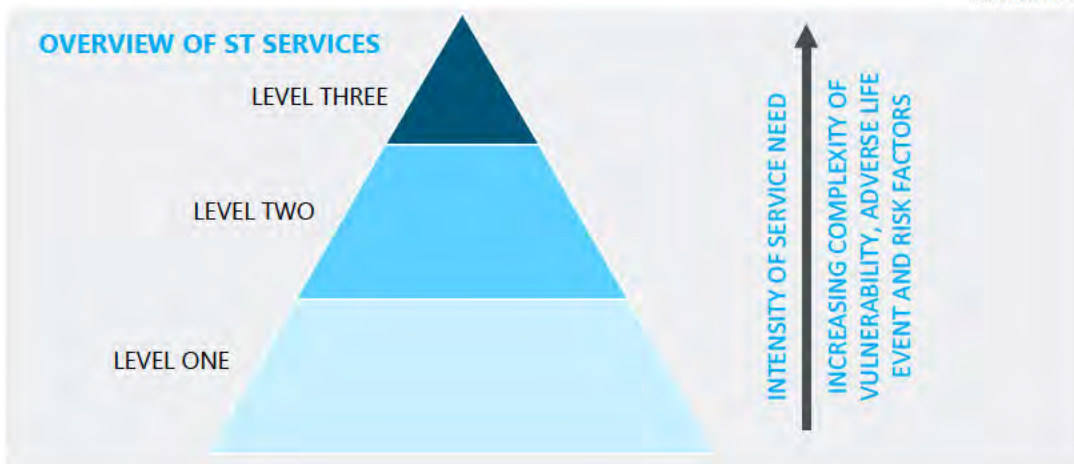 OVERVIEW OF ST SERVICES
LEVEL THREE
LEVEL TWO
LEVEL ONE
INTENSITY OF SERVICE NEED
INCREASING COMPLEXITY OF
VULNERABILITY, ADVERSE LIFE
EVENT AND RISK FACTORS